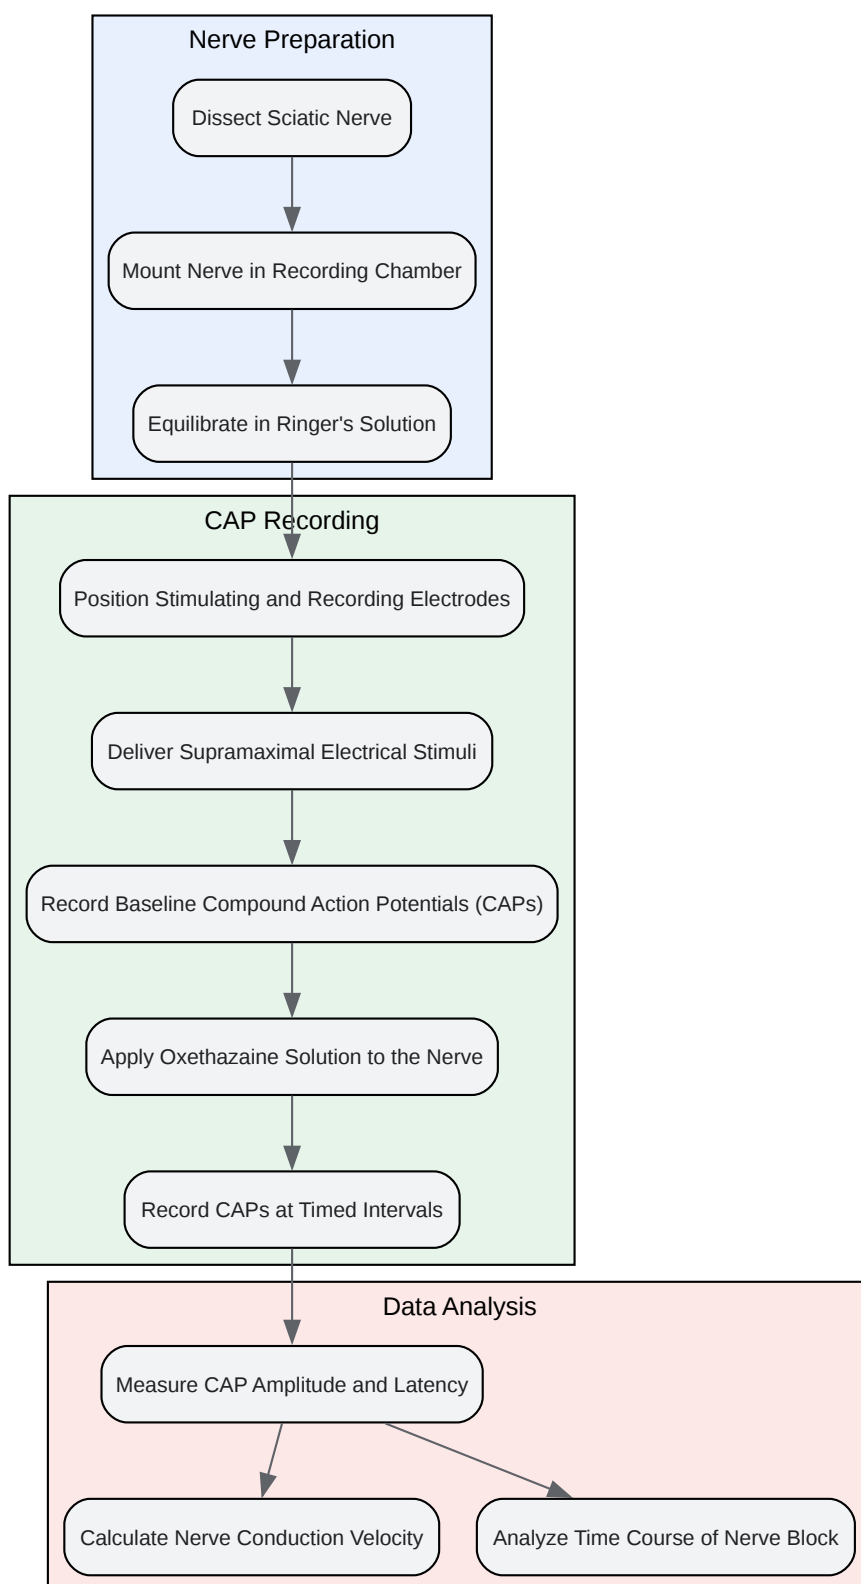 Nerve Preparation
Dissect Sciatic Nerve
Mount Nerve in Recording Chamber
Equilibrate in Ringer's Solution
CAP Recording
Position Stimulating and Recording Electrodes
Deliver Supramaximal Electrical Stimuli
Record Baseline Compound Action Potentials (CAPs)
Apply Oxethazaine Solution to the Nerve
Record CAPs at Timed Intervals
Data Analysis
Measure CAP Amplitude and Latency
Calculate Nerve Conduction Velocity
Analyze Time Course of Nerve Block